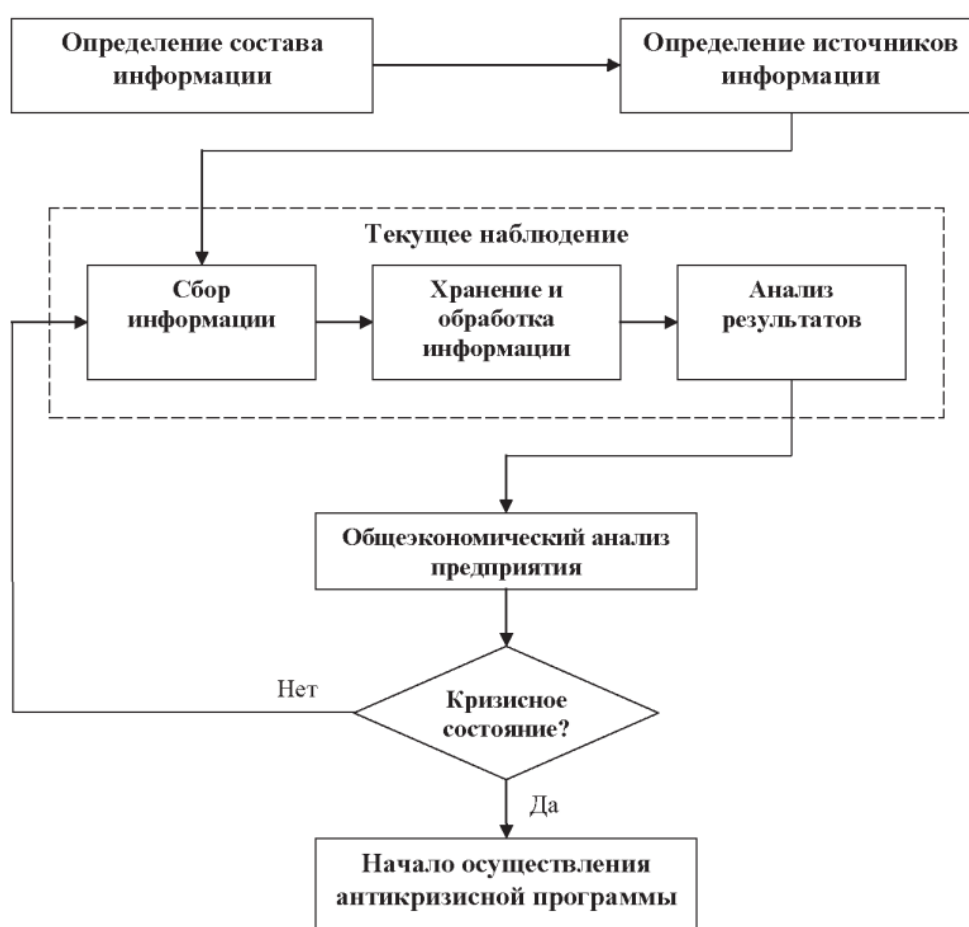 Определение состава
информации
Определение источников
информации
Текущее наблюдение
Сбор
информации
Хранение и
обработка
информации
Анализ
результатов
Общеэкономический анализ
предприятия
Кризисное
состояние?
Нет
Да
Начало осуществления
антикризисной программы